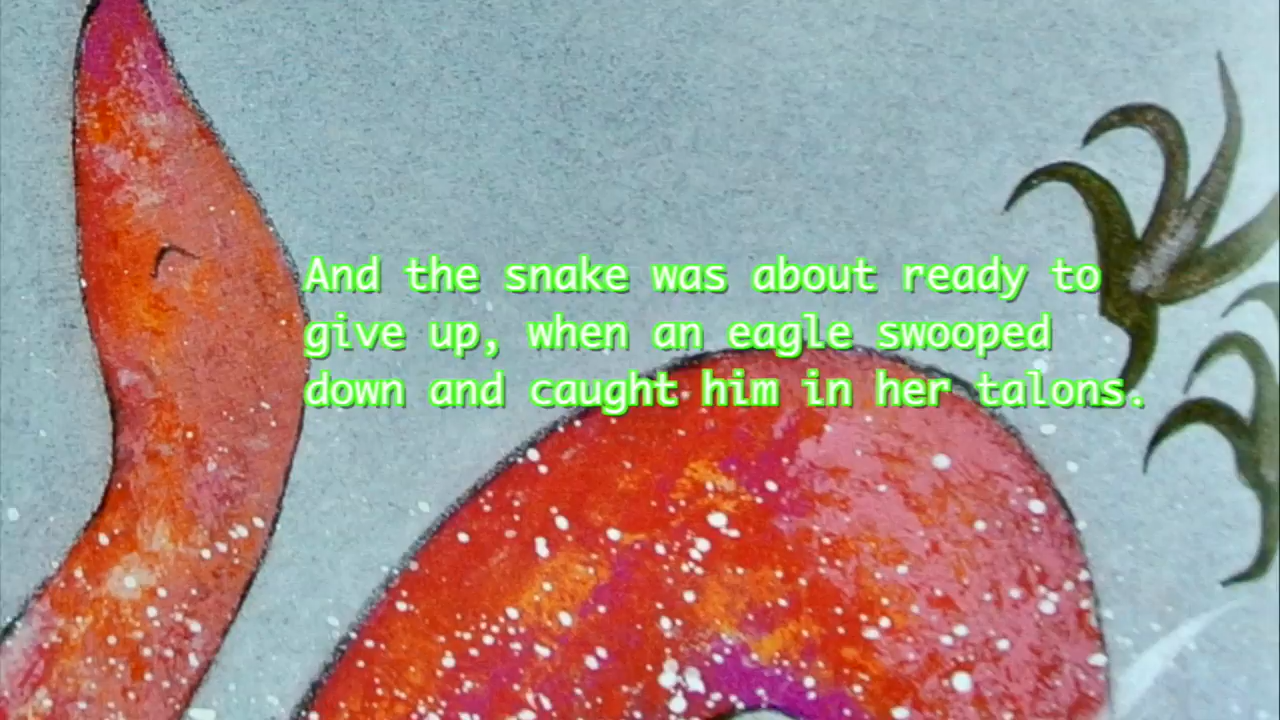 And the snake was about ready to
give up, when an eagle swooped
down and caught him in her talons.